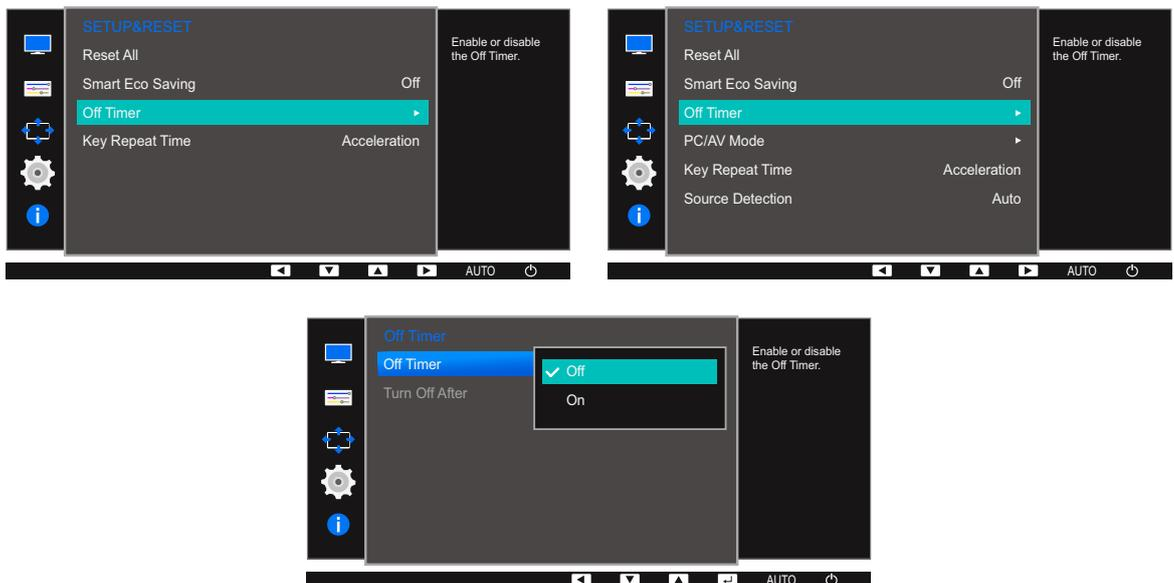 SETUP&RESET
Reset All
Smart Eco Saving Off
Off Timer
Key Repeat Time Acceleration
Enable or disable
the Off Timer.
AUTO
SETUP&RESET
Reset All
Smart Eco Saving Off
Off Timer
PC/AV Mode
Key Repeat Time Acceleration
Source Detection Auto
Enable or disable
the Off Timer.
AUTO
Off Timer
Off Timer
Turn Off After
Off
On
Enable or disable
the Off Timer.
AUTO